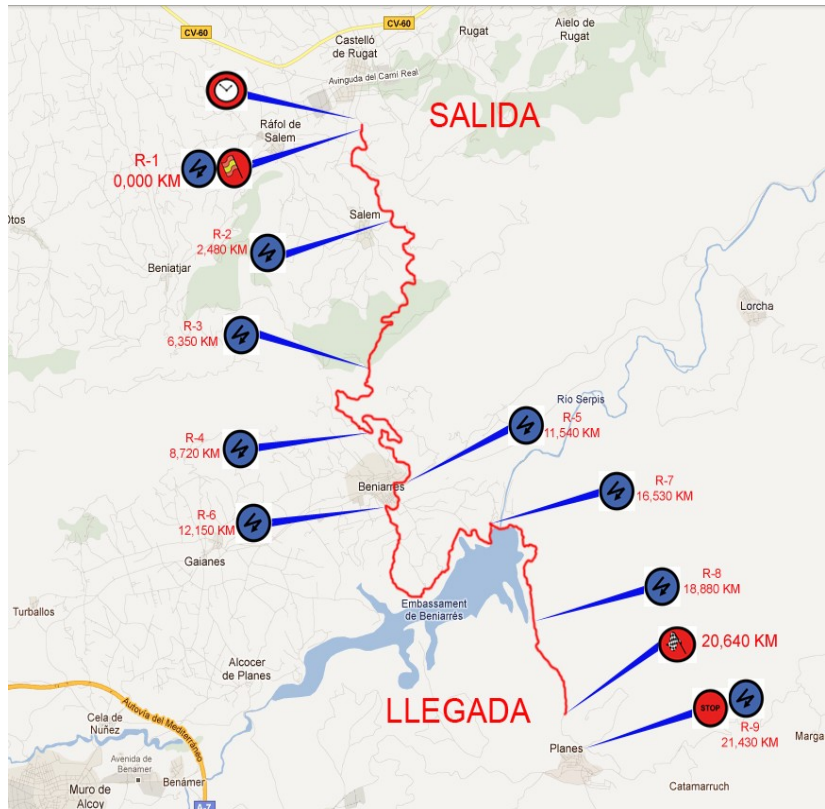 CV-60
CV-60
Rugat
Aielo de
Rugat
Castelló
de Rugat
Avinguda del Camí Real
SALIDA
Ráfol de
Salem
R-1
0,000 KM
Salem
Otos
R-2
2,480 KM
Beniatjar
Lorcha
R-3
6,350 KM
Río Serpis
R-5
11,540 KM
R-4
8,720 KM
Beniarrés
R-7
16,530 KM
R-6
12,150 KM
Gaianes
R-8
18,880 KM
Turballos
Embassament
de Beniarrés
20,640 KM
Alcocer
de Planes
LLEGADA
Autovía del Mediterráneo
STOP
R-9
21,430 KM
Cela de
Nuñez
Marga
Planes
Avenida de
Benamer
Benámer
Catamarruch
Muro de
Alcoy
A-7